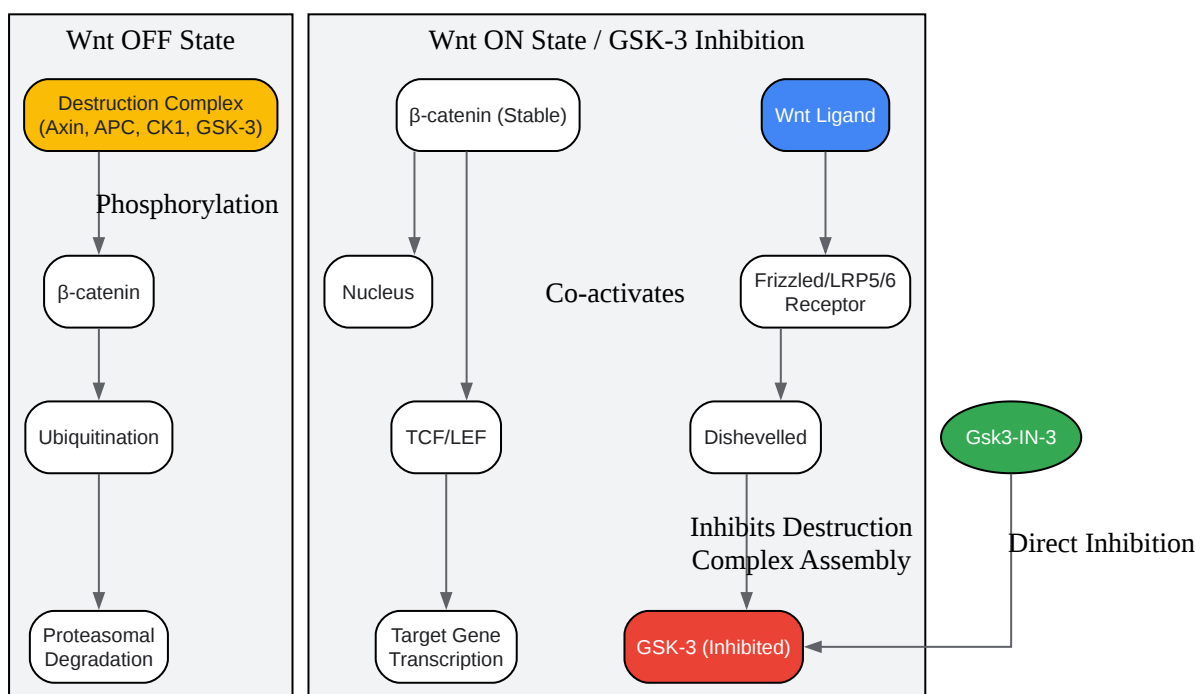 Wnt OFF State
Destruction Complex
(Axin, APC, CK1, GSK-3)
Phosphorylation
β-catenin
Ubiquitination
Proteasomal
Degradation
Wnt ON State / GSK-3 Inhibition
β-catenin (Stable)
Wnt Ligand
Nucleus
Co-activates
Frizzled/LRP5/6
Receptor
TCF/LEF
Dishevelled
Gsk3-IN-3
Inhibits Destruction
Complex Assembly
Direct Inhibition
Target Gene
Transcription
GSK-3 (Inhibited)